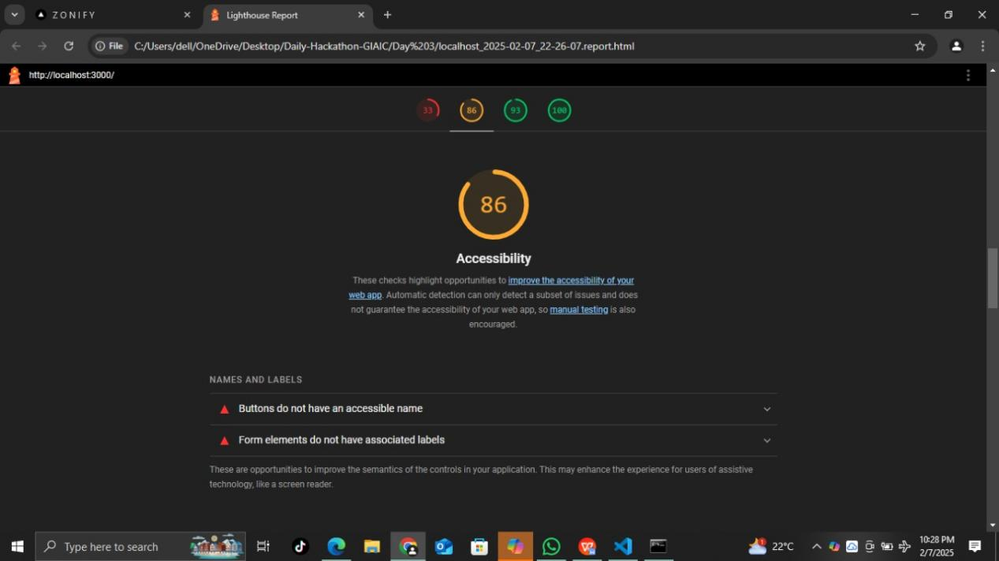 ZONIFY
Lighthouse Report
File
C:/Users/dell/OneDrive/Desktop/Daily-Hackathon-GIAIC/Day%203/localhost_2025-02-07_22-26-07.report.html
http://localhost:3000/
33
86
93
100
86
Accessibility
These checks highlight opportunities to improve the accessibility of your
web app. Automatic detection can only detect a subset of issues and does
not guarantee the accessibility of your web app, so manual testing is also
encouraged.
NAMES AND LABELS
Buttons do not have an accessible name
Form elements do not have associated labels
These are opportunities to improve the semantics of the controls in your application. This may enhance the experience for users of assistive
technology, like a screen reader.
Type here to search
22°C
10:28 PM
2/7/2025